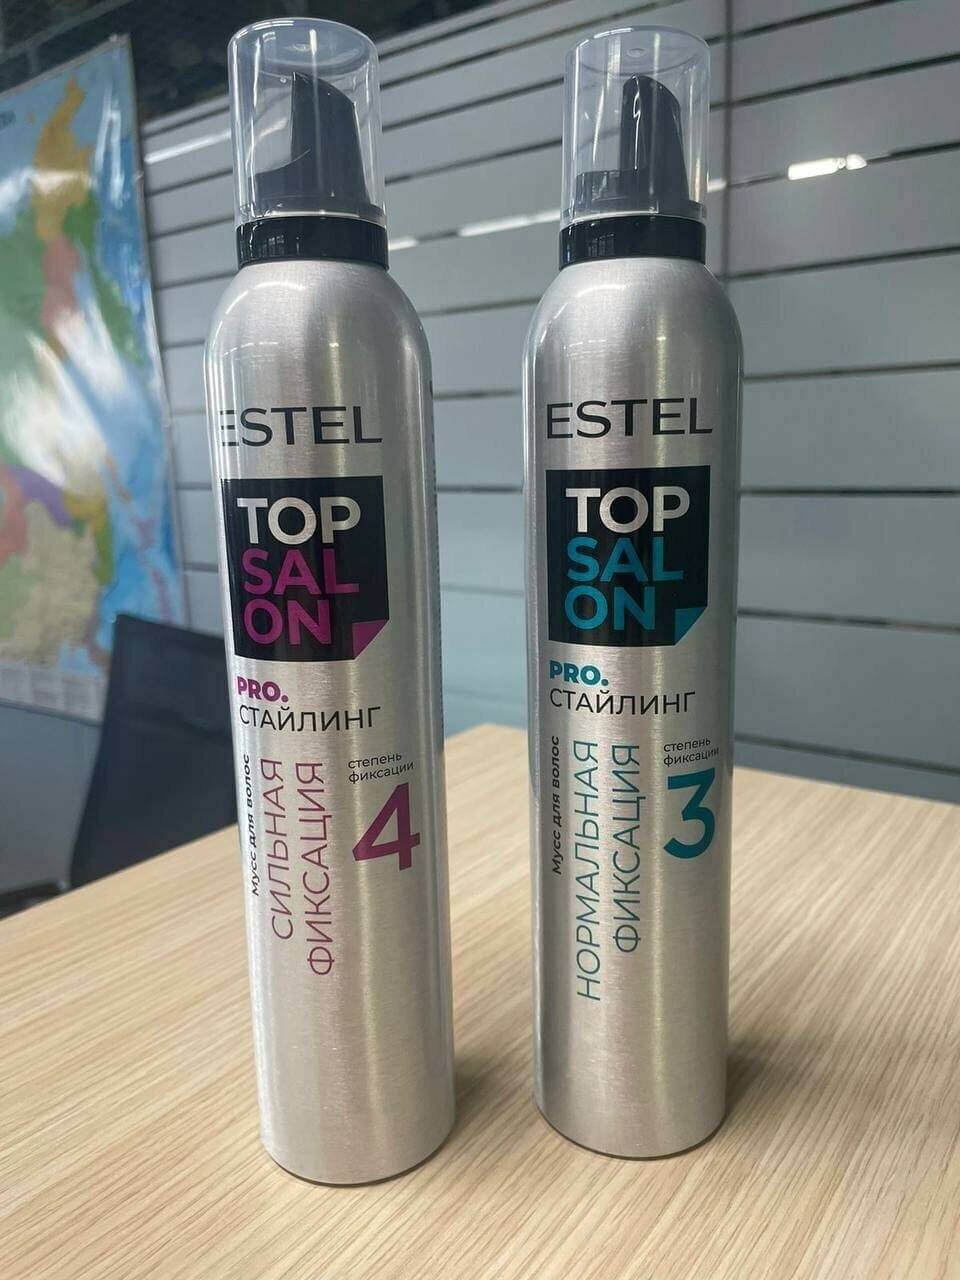 ESTEL
TOP
SAL
ON
PRO.
СТАЙЛИНГ
Мусс для волос
СИЛЬНАЯ
ФИКСАЦИЯ
степень
фиксации
4
ESTEL
TOP
SAL
ON
PRO.
СТАЙЛИНГ
Мусс для волос
НОРМАЛЬНАЯ
ФИКСАЦИЯ
степень
фиксации
3